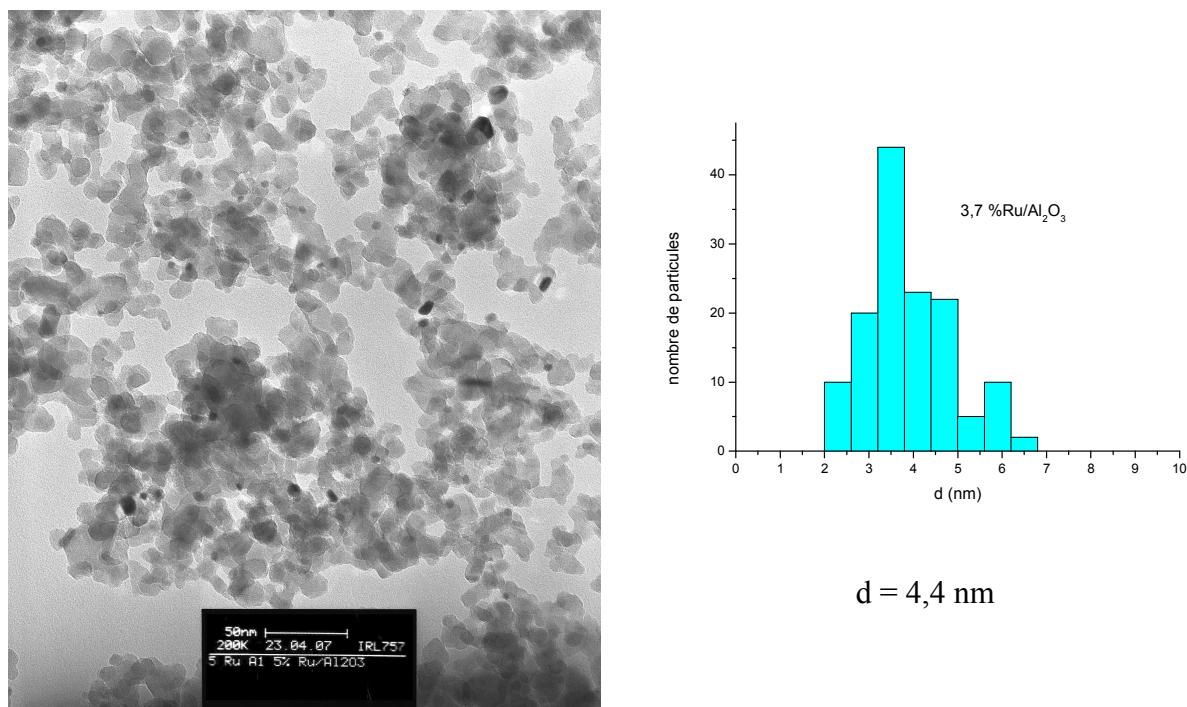 50nm
200K 23.04.07 IRL757
5 Ru A1 5% Ru/Al2O3
nombre de particules
40
30
20
10
0
3,7 %Ru/Al₂O₃
0 1 2 3 4 5 6 7 8 9 10
d (nm)
d = 4,4 nm